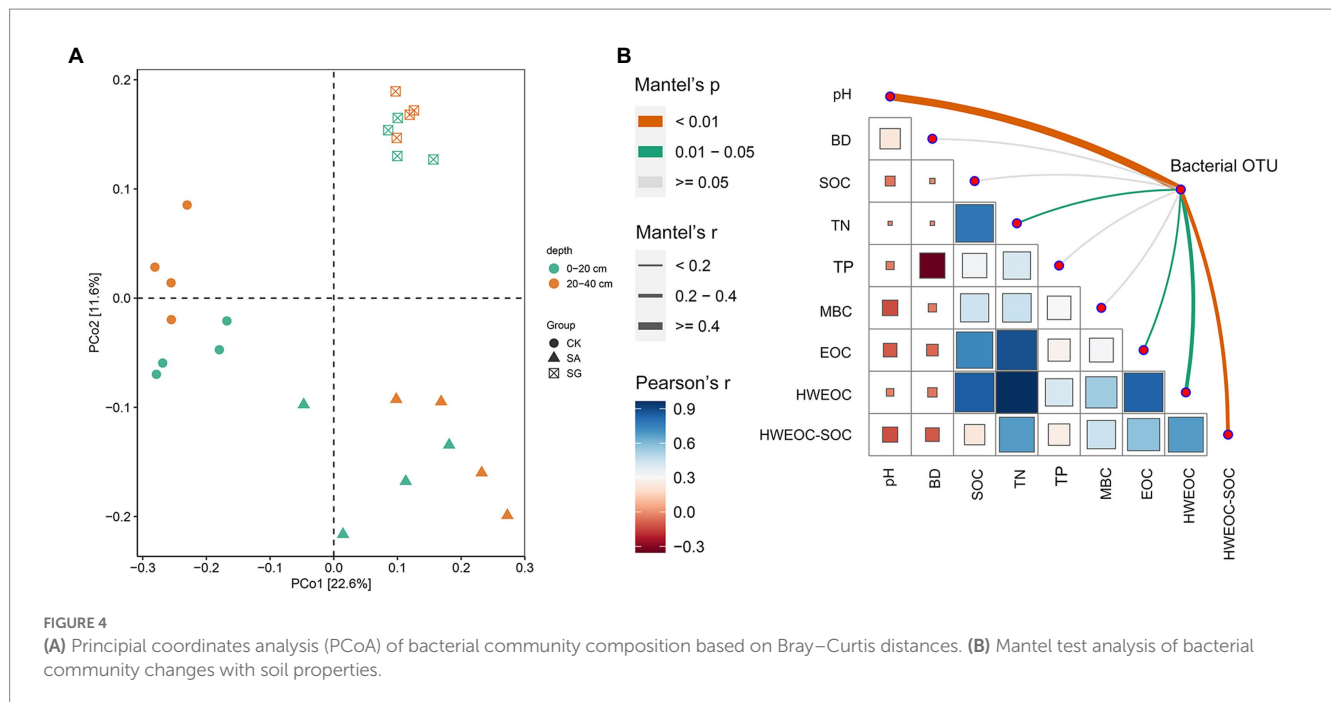 A
0.2
0.1
0.0
−0.1
−0.2
PCo2 [11.6%]
−0.3
−0.2
−0.1
0.0
0.1
0.2
0.3
PCo1 [22.6%]
depth
0−20 cm
20−40 cm
Group
CK
SA
SG
B
Mantel's p
< 0.01
0.01 − 0.05
>= 0.05
Mantel's r
< 0.2
0.2 − 0.4
>= 0.4
Pearson's r
0.9
0.6
0.3
0.0
−0.3
pH
BD
SOC
TN
TP
MBC
EOC
HWEOC
HWEOC-SOC
Bacterial OTU
pH
BD
SOC
TN
TP
MBC
EOC
HWEOC
HWEOC-SOC
FIGURE 4
(A) Principial coordinates analysis (PCoA) of bacterial community composition based on Bray–Curtis distances. (B) Mantel test analysis of bacterial
community changes with soil properties.